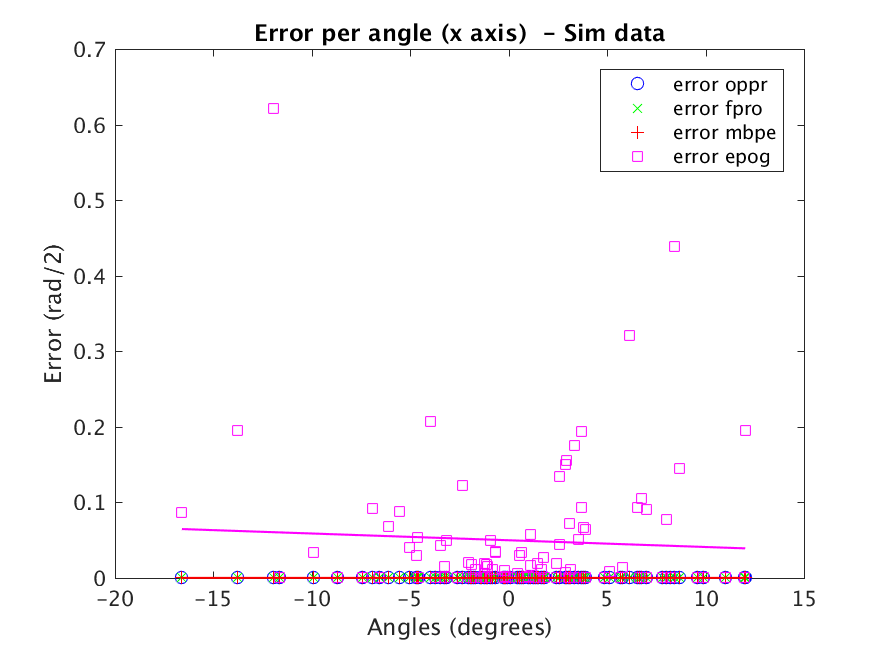 Error per angle (x axis)  - Sim data
error oppr
error fpro
error mbpe
error epog
0.7
0.6
0.5
0.4
0.3
0.2
0.1
0
Error (rad/2)
-20 -15 -10 -5 0 5 10 15
Angles (degrees)